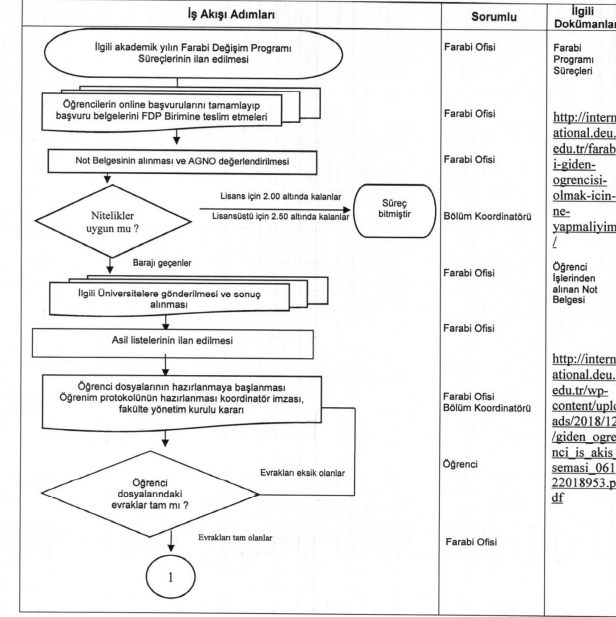 İş Akışı Adımları
Sorumlu
İlgili
Dokümanlar
İlgili akademik yılın Farabi Değişim Programı
Süreçlerinin ilan edilmesi
Farabi Ofisi
Farabi
Programı
Süreçleri
Öğrencilerin online başvurularını tamamlayıp
başvuru belgelerini FDP Birimine teslim etmeleri
Farabi Ofisi
http://intern
ational.deu.
edu.tr/farab
i-giden-
ogrencisi-
olmak-icin-
ne-
yapmaliyim
/
Not Belgesinin alınması ve AGNO değerlendirilmesi
Farabi Ofisi
Nitelikler
uygun mu ?
Lisans için 2.00 altında kalanlar
Lisansüstü için 2.50 altında kalanlar
Süreç
bitmiştir
Bölüm Koordinatörü
Barajı geçenler
İlgili Üniversitelere gönderilmesi ve sonuç
alınması
Farabi Ofisi
Öğrenci
İşlerinden
alınan Not
Belgesi
Asil listelerinin ilan edilmesi
Farabi Ofisi
http://intern
ational.deu.
edu.tr/wp-
content/uplo
ads/2018/12
/giden_ogre
nci_is_akis_
semasi_061
22018953.p
df
Öğrenci dosyalarının hazırlanmaya başlanması
Öğrenim protokolünün hazırlanması koordinatör imzası,
fakülte yönetim kurulu kararı
Farabi Ofisi
Bölüm Koordinatörü
Öğrenci
dosyalarındaki
evraklar tam mı ?
Evrakları eksik olanlar
Öğrenci
Evrakları tam olanlar
Farabi Ofisi
1